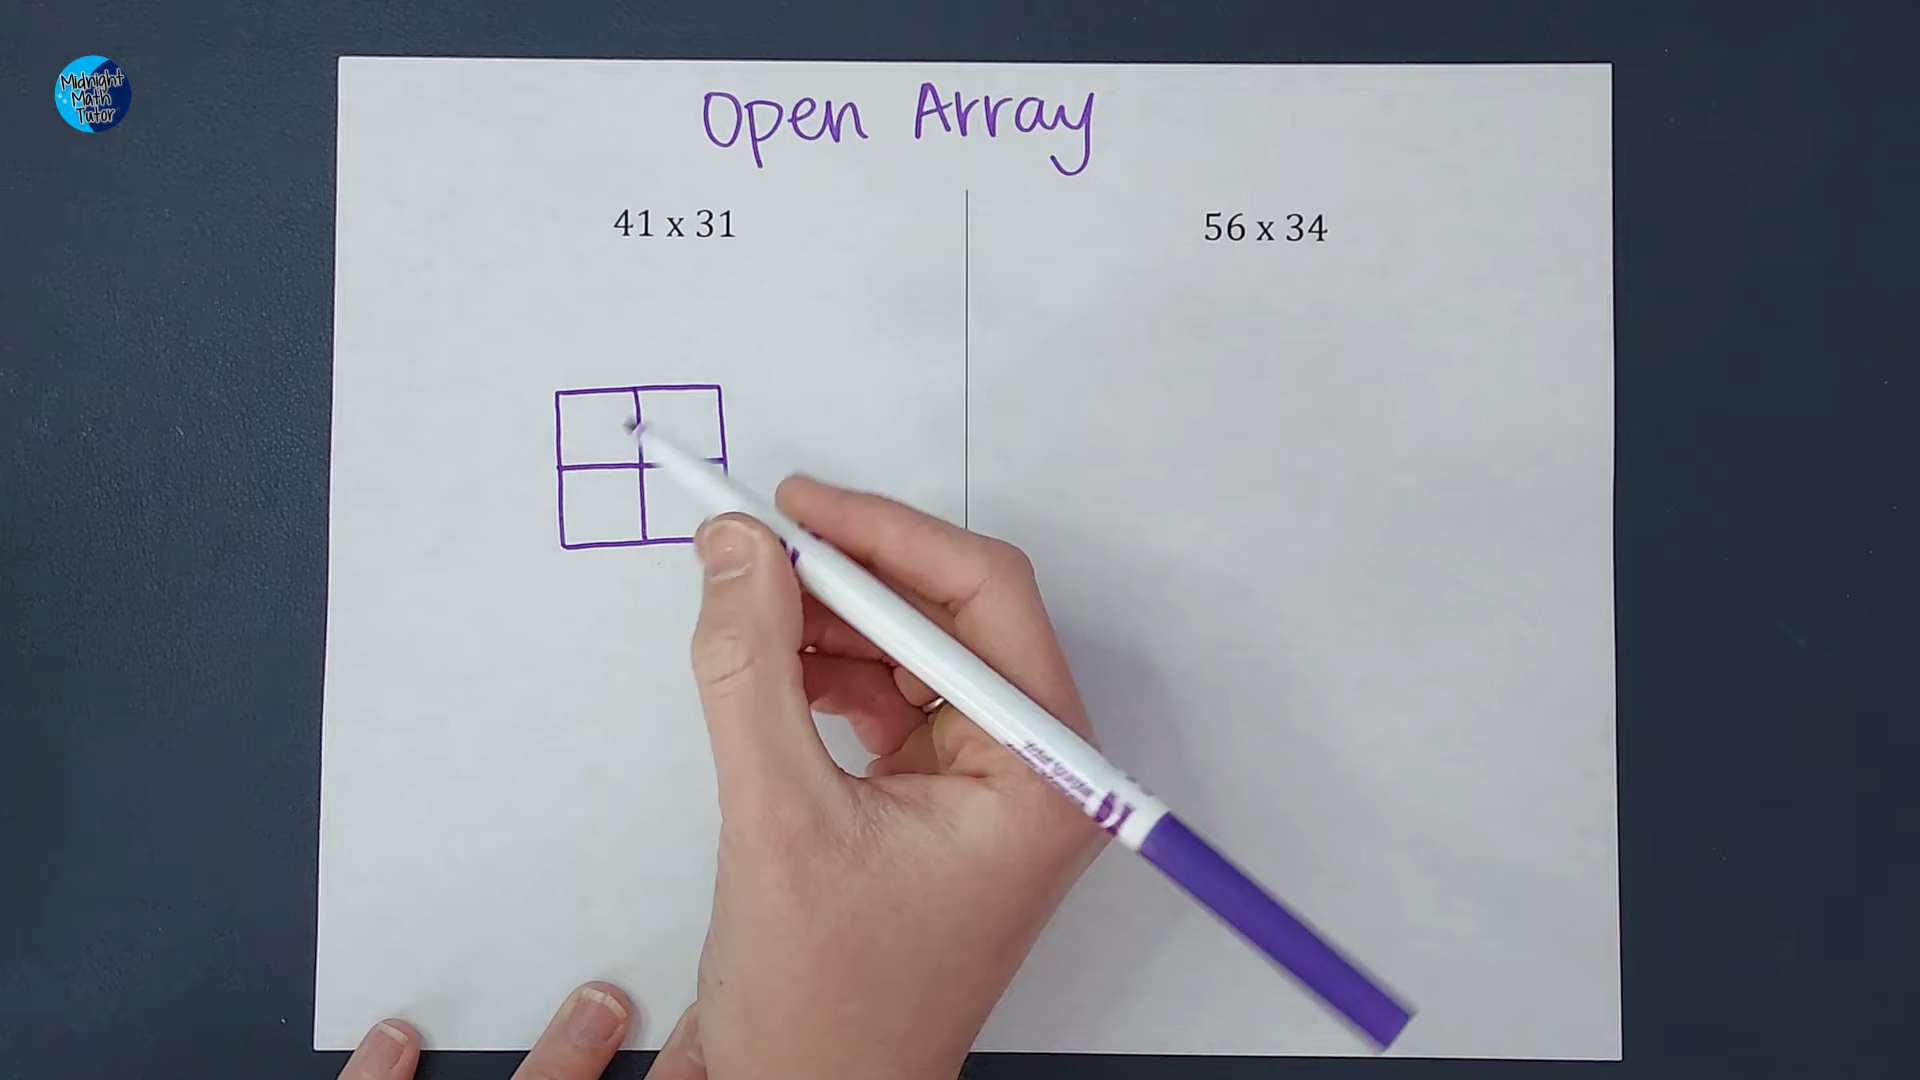 Midnight
Math
Tutor
Open Array
41 x 31
56 x 34